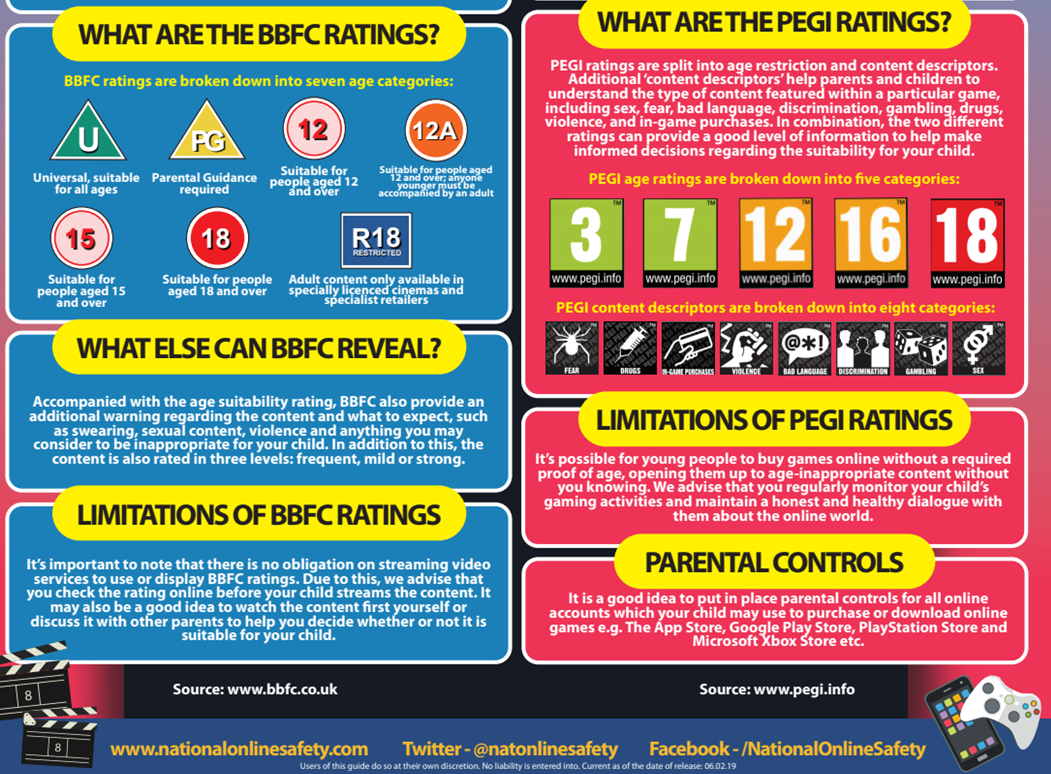 WHAT ARE THE BBFC RATINGS?
BBFC ratings are broken down into seven age categories:
U
PG
12
12A
Universal, suitable
for all ages
Parental Guidance
required
Suitable for
people aged 12
and over
Suitable for people aged
12 and over; anyone
younger must be
accompanied by an adult
15
18
R18
RESTRICTED
Suitable for
people aged 15
and over
Suitable for people
aged 18 and over
Adult content only available in
specially licenced cinemas and
specialist retailers
WHAT ELSE CAN BBFC REVEAL?
Accompanied with the age suitability rating, BBFC also provide an
additional warning regarding the content and what to expect, such
as swearing, sexual content, violence and anything you may
consider to be inappropriate for your child. In addition to this, the
content is also rated in three levels: frequent, mild or strong.
LIMITATIONS OF BBFC RATINGS
It's important to note that there is no obligation on streaming video
services to use or display BBFC ratings. Due to this, we advise that
you check the rating online before your child streams the content. It
may also be a good idea to watch the content first yourself or
discuss it with other parents to help you decide whether or not it is
suitable for your child.
8
8
Source: www.bbfc.co.uk
WHAT ARE THE PEGI RATINGS?
PEGI ratings are split into age restriction and content descriptors.
Additional 'content descriptors' help parents and children to
understand the type of content featured within a particular game,
including sex, fear, bad language, discrimination, gambling, drugs,
violence, and in-game purchases. In combination, the two different
ratings can provide a good level of information to help make
informed decisions regarding the suitability for your child.
PEGI age ratings are broken down into five categories:
3 TM
www.pegi.info
7 TM
www.pegi.info
12 TM
www.pegi.info
16 TM
www.pegi.info
18 TM
www.pegi.info
PEGI content descriptors are broken down into eight categories:
FEAR
DRUGS
IN-GAME PURCHASES
VIOLENCE
@*!
BAD LANGUAGE
DISCRIMINATION
GAMBLING
SEX
LIMITATIONS OF PEGI RATINGS
It's possible for young people to buy games online without a required
proof of age, opening them up to age-inappropriate content without
you knowing. We advise that you regularly monitor your child's
gaming activities and maintain a honest and healthy dialogue with
them about the online world.
PARENTAL CONTROLS
It is a good idea to put in place parental controls for all online
accounts which your child may use to purchase or download online
games e.g. The App Store, Google Play Store, PlayStation Store and
Microsoft Xbox Store etc.
Source: www.pegi.info
www.nationalonlinesafety.com Twitter - @natonlinesafety Facebook - /NationalOnlineSafety
Users of this guide do so at their own discretion. No liability is entered into. Current as of the date of release: 06.02.19